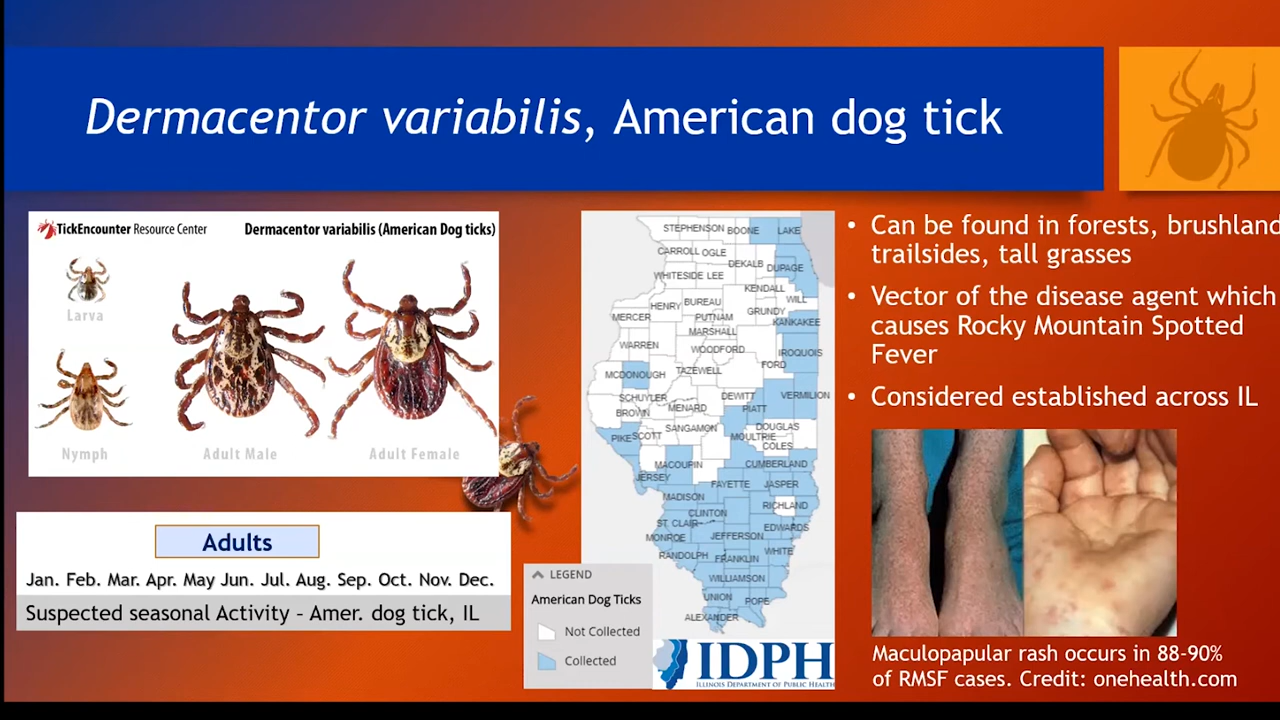 Dermacentor variabilis, American dog tick
TickEncounter Resource Center
Dermacentor variabilis (American Dog ticks)
Larva
Nymph
Adult Male
Adult Female
Adults
Jan. Feb. Mar. Apr. May Jun. Jul. Aug. Sep. Oct. Nov. Dec.
Suspected seasonal Activity – Amer. dog tick, IL
STEPHENSON BOONE LAKE
CARROLL OGLE
DEKALB DUPAGE
WHITESIDE LEE
KENDALL
HENRY BUREAU WILL
MERCER PUTNAM GRUNDY
KANKAKEE
MARSHALL
WARREN WOODFORD IROQUOIS
FORD
MCDONOUGH TAZEWELL
SCHUYLER DEWITT VERMILION
BROWN MENARD PIATT
SANGAMON DOUGLAS
PIKE SCOTT MOULTRIE
COLES
MACOUPIN CUMBERLAND
JERSEY FAYETTE JASPER
MADISON
RICHLAND
CLINTON
ST. CLAIR EDWARDS
MONROE JEFFERSON
RANDOLPH WHITE
FRANKLIN
WILLIAMSON
UNION POPE
ALEXANDER
LEGEND
American Dog Ticks
Not Collected
Collected
IDPH
ILLINOIS DEPARTMENT OF PUBLIC HEALTH
• Can be found in forests, brushland
trailsides, tall grasses
• Vector of the disease agent which
causes Rocky Mountain Spotted
Fever
• Considered established across IL
Maculopapular rash occurs in 88-90%
of RMSF cases. Credit: onehealth.com